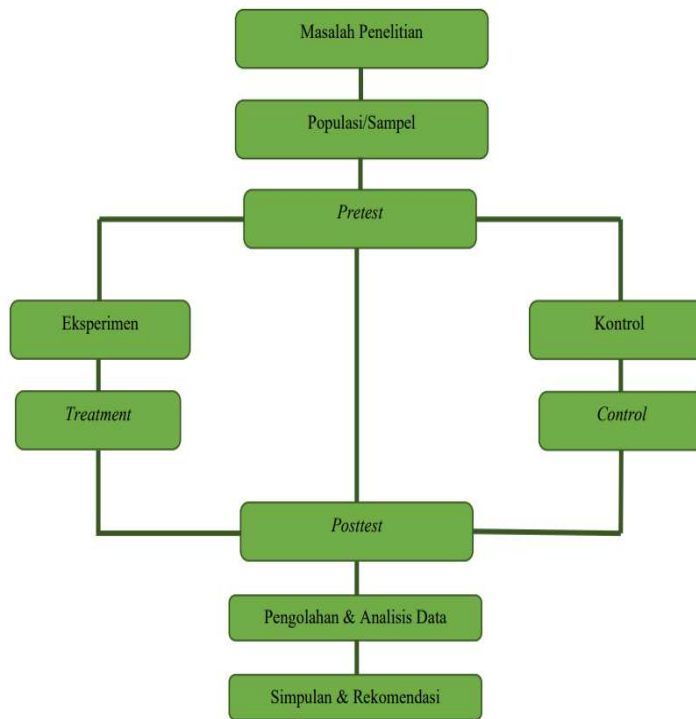 Masalah Penelitian
Populasi/Sampel
Pretest
Eksperimen
Kontrol
Treatment
Control
Posttest
Pengolahan & Analisis Data
Simpulan & Rekomendasi